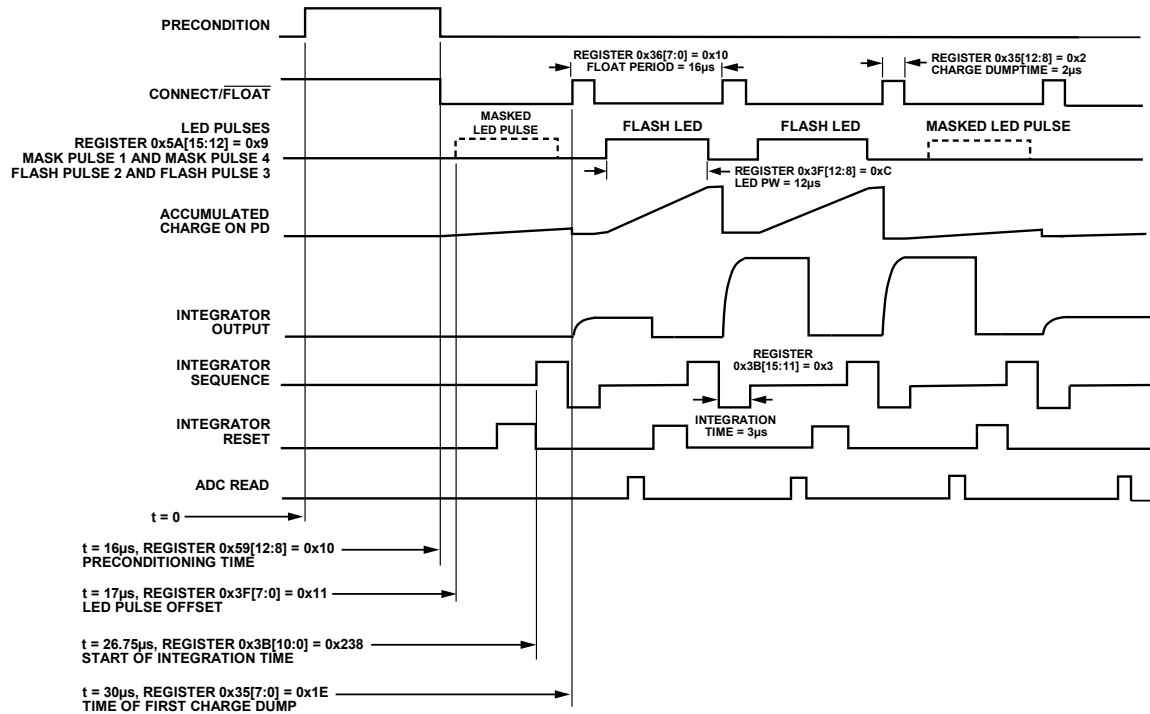 PRECONDITION
REGISTER 0x36[7:0] = 0x10
FLOAT PERIOD = 16µs
REGISTER 0x35[12:8] = 0x2
CHARGE DUMPTIME = 2µs
CONNECT/FLOAT
LED PULSES
REGISTER 0x5A[15:12] = 0x9
MASK PULSE 1 AND MASK PULSE 4
FLASH PULSE 2 AND FLASH PULSE 3
MASKED
LED PULSE
FLASH LED
FLASH LED
MASKED LED PULSE
REGISTER 0x3F[12:8] = 0xC
LED PW = 12µs
ACCUMULATED
CHARGE ON PD
INTEGRATOR
OUTPUT
INTEGRATOR
SEQUENCE
REGISTER
0x3B[15:11] = 0x3
INTEGRATION
TIME = 3µs
INTEGRATOR
RESET
ADC READ
t = 0
t = 16µs, REGISTER 0x59[12:8] = 0x10
PRECONDITIONING TIME
t = 17µs, REGISTER 0x3F[7:0] = 0x11
LED PULSE OFFSET
t = 26.75µs, REGISTER 0x3B[10:0] = 0x238
START OF INTEGRATION TIME
t = 30µs, REGISTER 0x35[7:0] = 0x1E
TIME OF FIRST CHARGE DUMP